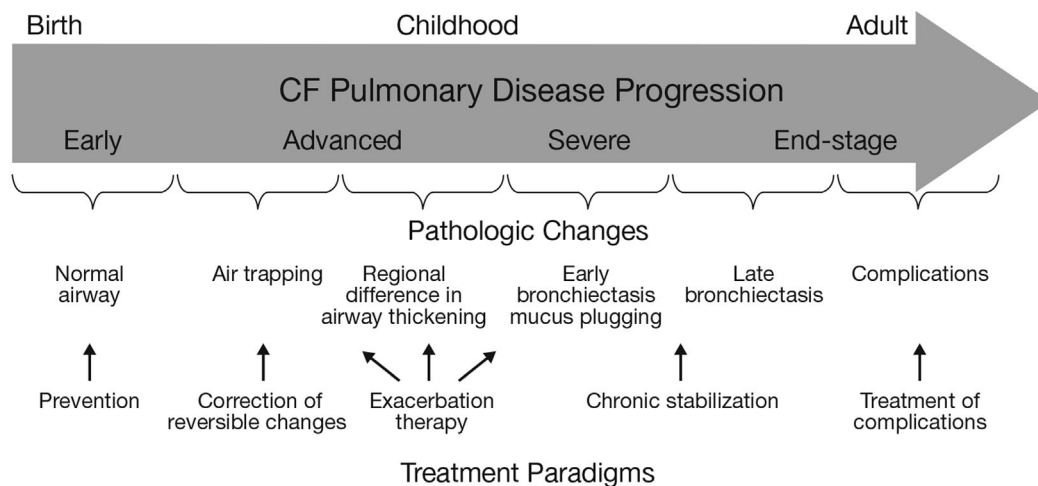 Birth Childhood Adult
CF Pulmonary Disease Progression
Early Advanced Severe End-stage
Pathologic Changes
Normal airway
Air trapping
Regional difference in airway thickening
Early bronchiectasis mucus plugging
Late bronchiectasis
Complications
Prevention
Correction of reversible changes
Exacerbation therapy
Chronic stabilization
Treatment of complications
Treatment Paradigms